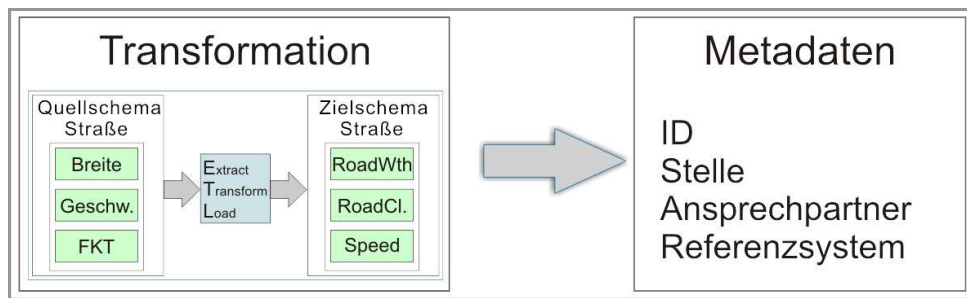 Transformation
Quellschema
Straße
Breite
Geschw.
FKT
Extract
Transform
Load
Zielschema
Straße
RoadWth
RoadCl.
Speed
Metadaten
ID
Stelle
Ansprechpartner
Referenzsystem